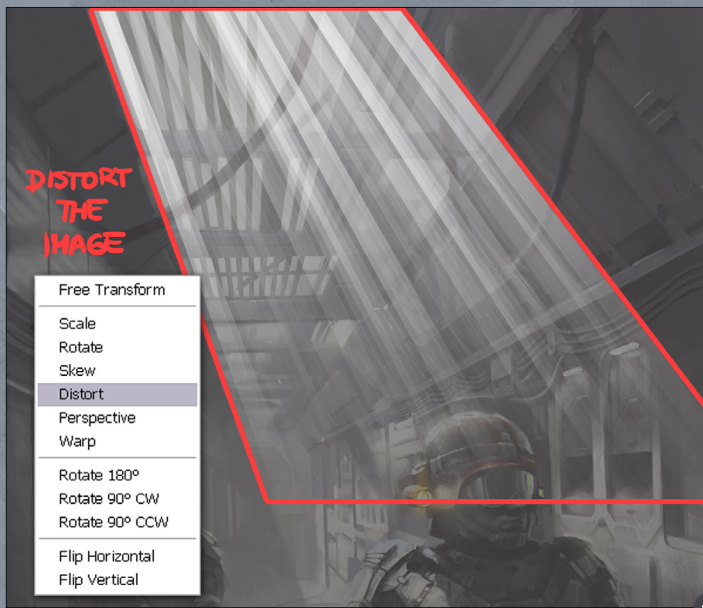 DISTORT
THE
IMAGE
Free Transform
Scale
Rotate
Skew
Distort
Perspective
Warp
Rotate 180°
Rotate 90° CW
Rotate 90° CCW
Flip Horizontal
Flip Vertical